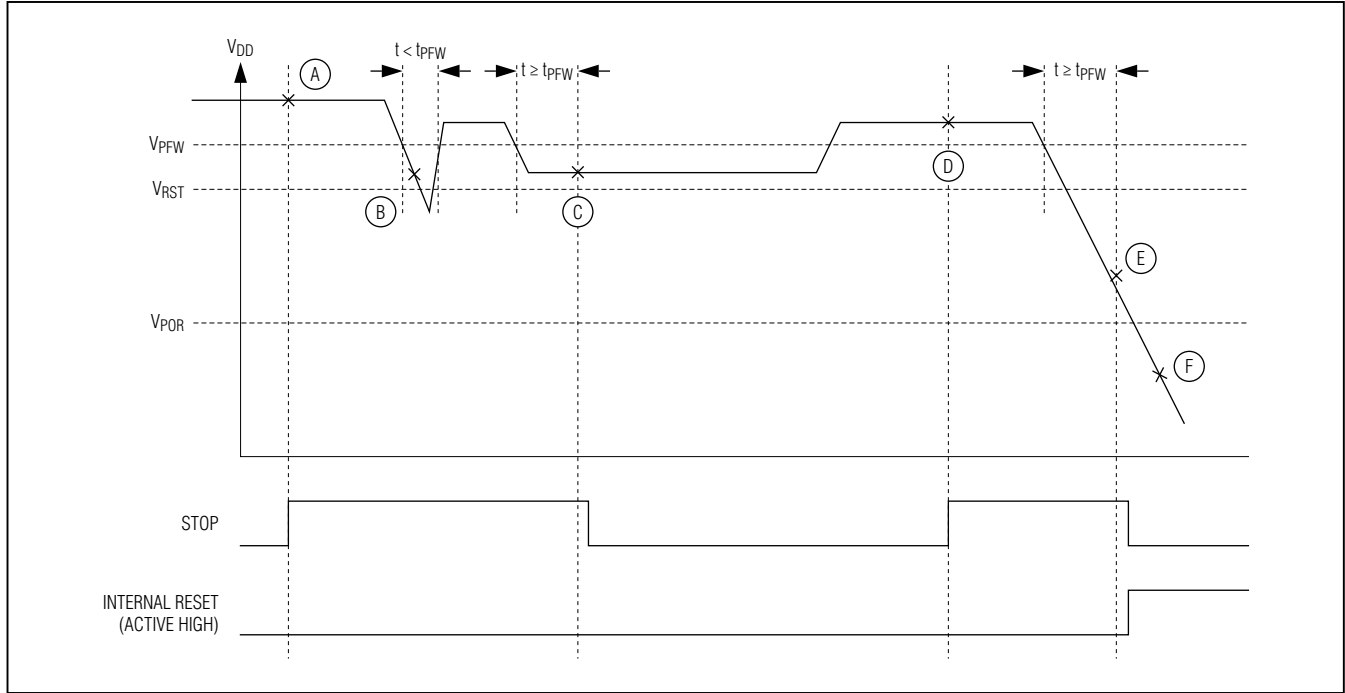 VDD
t < tPFW
A
t ≥ tPFW
t ≥ tPFW
VPFW
D
VRST
B
C
E
VPOR
F
STOP
INTERNAL RESET
(ACTIVE HIGH)